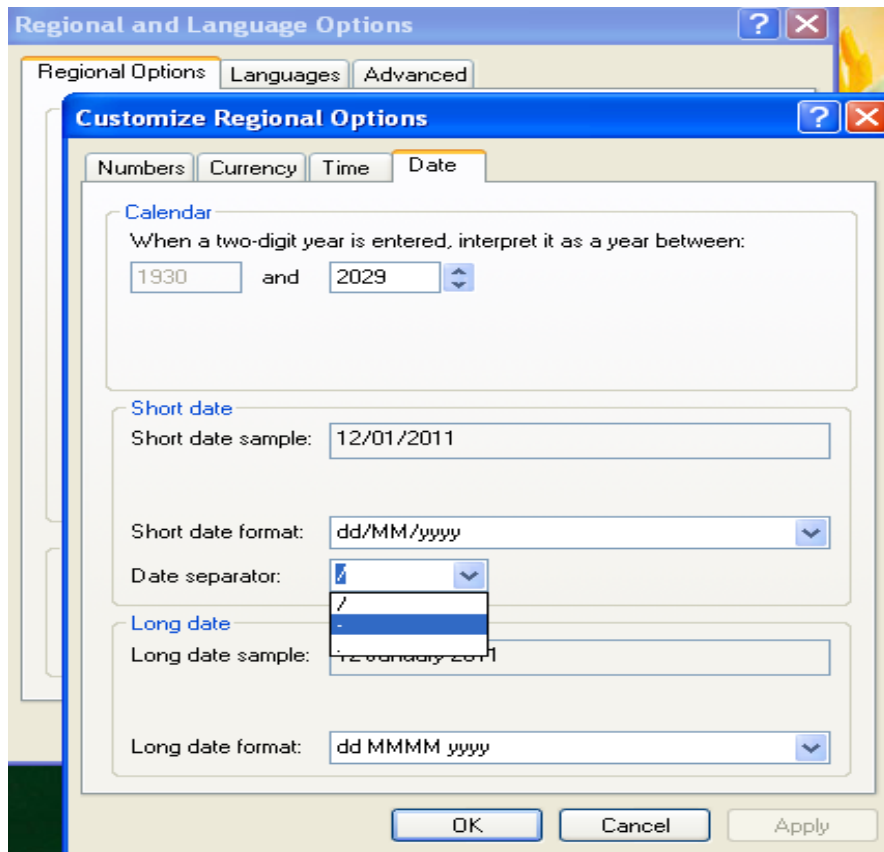 Regional and Language Options
Regional Options Languages Advanced
Customize Regional Options
Numbers Currency Time Date
Calendar
When a two-digit year is entered, interpret it as a year between:
1930 and 2029
Short date
Short date sample: 12/01/2011
Short date format: dd/MM/yyyy
Date separator: /
/
-
.
Long date
Long date sample: 12 January 2011
Long date format: dd MMMM yyyy
OK Cancel Apply